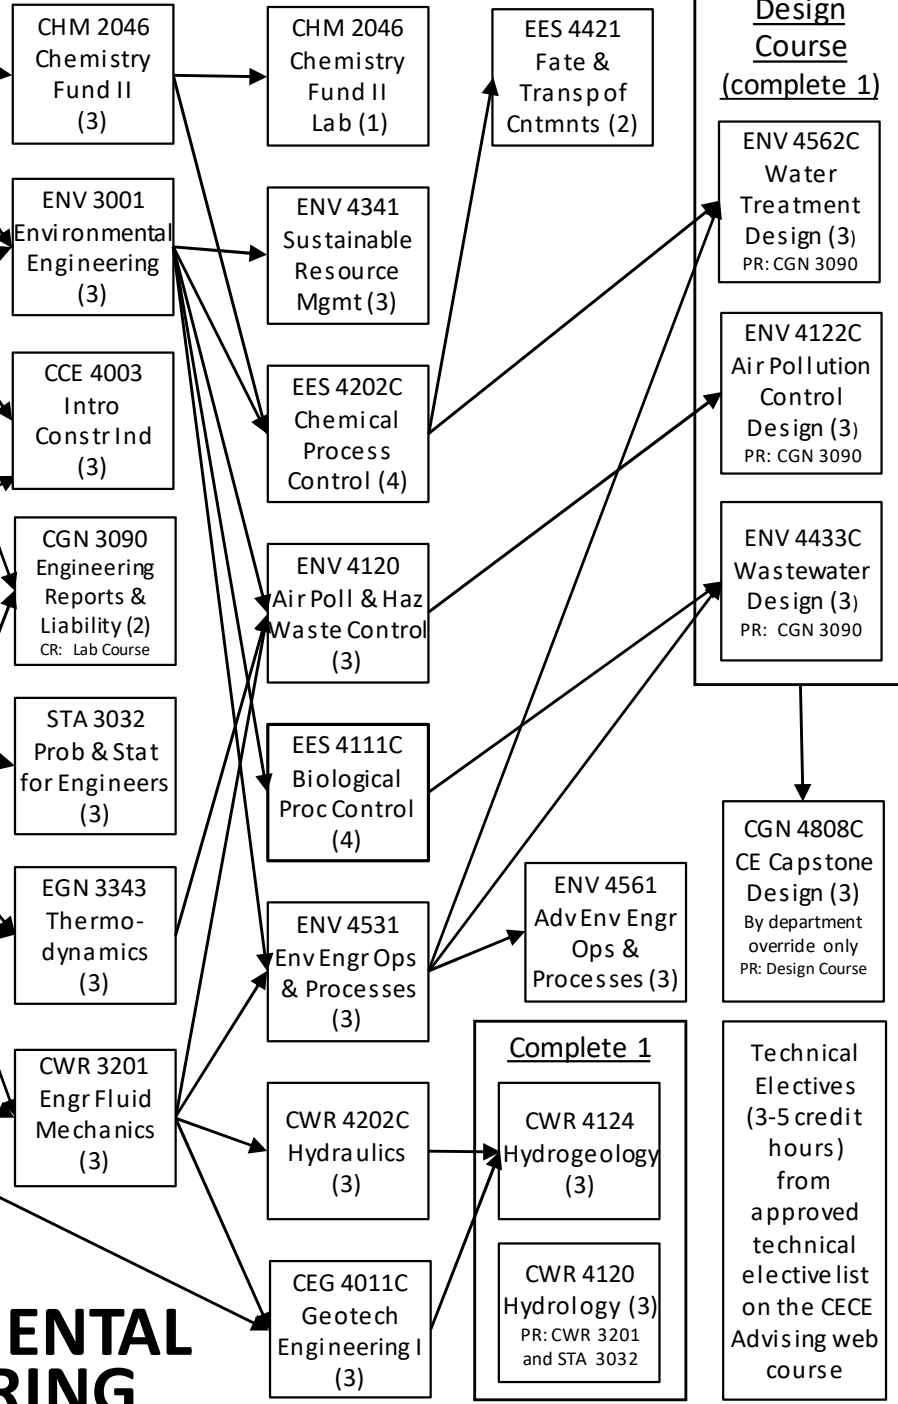 CHM 2046
Chemistry
Fund II
(3)
ENV 3001
Environmental
Engineering
(3)
CCE 4003
Intro
Constr Ind
(3)
CGN 3090
Engineering
Reports &
Liability (2)
CR: Lab Course
STA 3032
Prob & Stat
for Engineers
(3)
EGN 3343
Thermo-
dynamics
(3)
CWR 3201
Engr Fluid
Mechanics
(3)
CHM 2046
Chemistry
Fund II
Lab (1)
ENV 4341
Sustainable
Resource
Mgmt (3)
EES 4202C
Chemical
Process
Control (4)
ENV 4120
Air Poll & Haz
Waste Control
(3)
EES 4111C
Biological
Proc Control
(4)
ENV 4531
Env Engr Ops
& Processes
(3)
CWR 4202C
Hydraulics
(3)
CEG 4011C
Geotech
Engineering I
(3)
EES 4421
Fate &
Transp of
Cntmnts (2)
ENV 4561
Adv Env Engr
Ops &
Processes (3)
Complete 1
CWR 4124
Hydrogeology
(3)
CWR 4120
Hydrology (3)
PR: CWR 3201
and STA 3032
Design
Course
(complete 1)
ENV 4562C
Water
Treatment
Design (3)
PR: CGN 3090
ENV 4122C
Air Pollution
Control
Design (3)
PR: CGN 3090
ENV 4433C
Wastewater
Design (3)
PR: CGN 3090
CGN 4808C
CE Capstone
Design (3)
By department
override only
PR: Design Course
Technical
Electives
(3-5 credit
hours)
from
approved
technical
elective list
on the CECE
Advising web
course
ENTAL
RING